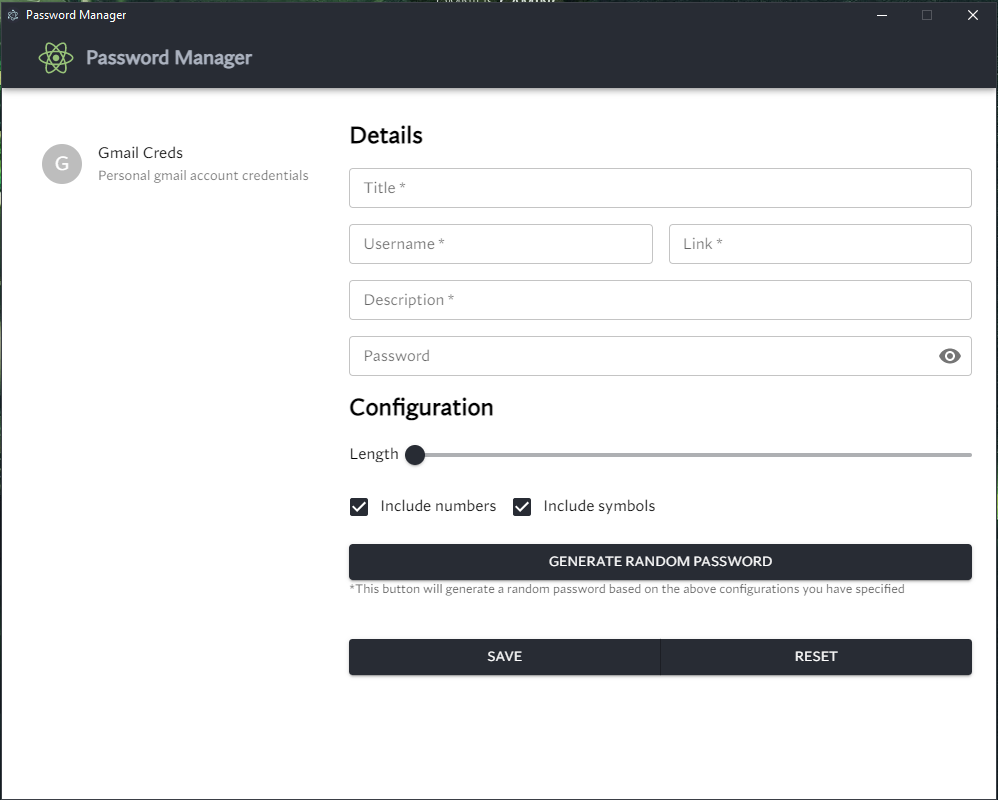 Password Manager
Password Manager
G
Gmail Creds
Personal gmail account credentials
Details
Title *
Username *
Link *
Description *
Password
Configuration
Length
Include numbers
Include symbols
GENERATE RANDOM PASSWORD
*This button will generate a random password based on the above configurations you have specified
SAVE
RESET